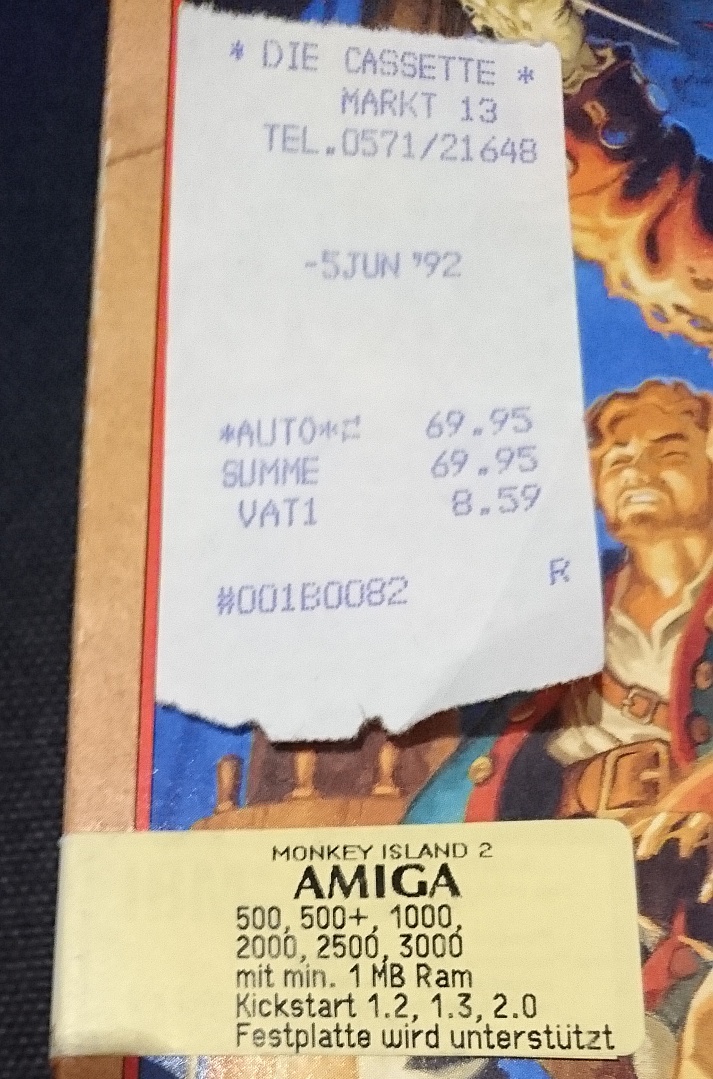 * DIE CASSETTE *
MARKT 13
TEL.0571/21648
-5JUN '92
*AUTO* 69.95
SUMME 69.95
VAT1 8.59
#001B0082 R
MONKEY ISLAND 2
AMIGA
500, 500+, 1000,
2000, 2500, 3000
mit min. 1 MB Ram
Kickstart 1.2, 1.3, 2.0
Festplatte wird unterstützt